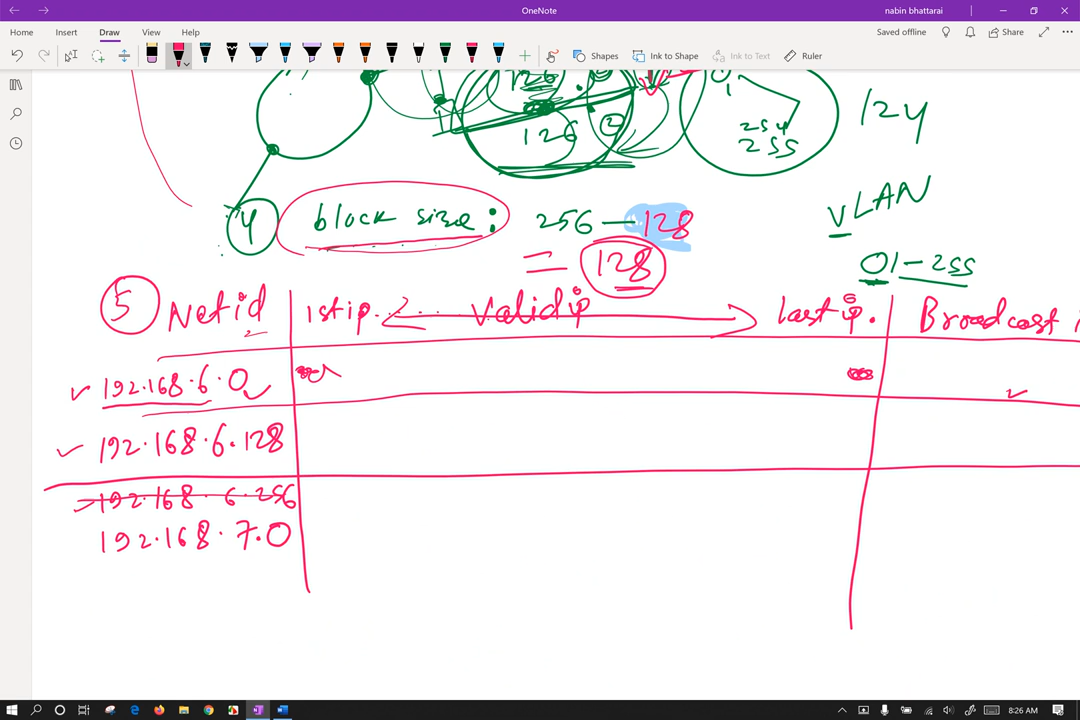 OneNote
nabin bhattarai
Home Insert Draw View Help
Saved offline
Share
Shapes
Ink to Shape
Ink to Text
Ruler
126
126
1
254
255
124
4 block size: 256 - 128
= 128
VLAN
01-255
5 Netid 1st ip. Valid ip Last ip. Broadcast
192.168.6.0
192.168.6.128
192.168.6.256
192.168.7.0
8:26 AM